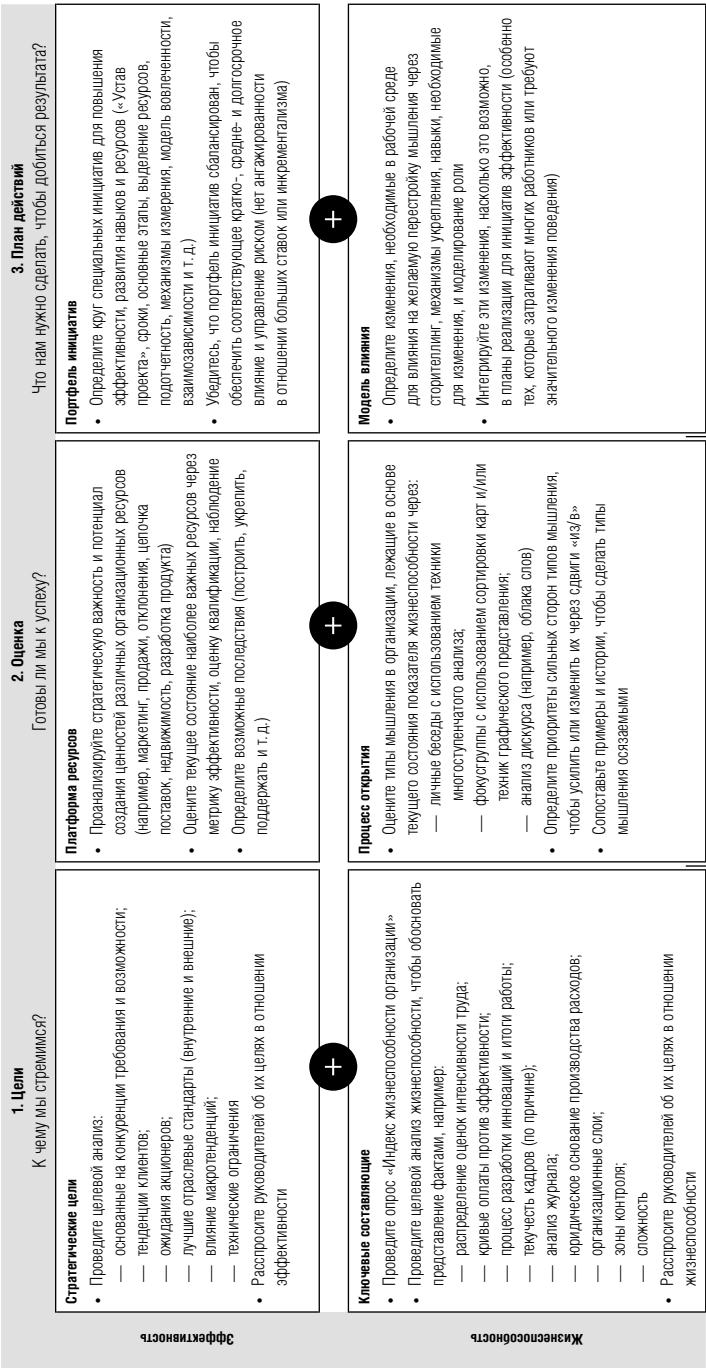 1. Цели
К чему мы стремимся?
2. Оценка
Готовы ли мы к успеху?
3. План действий
Что нам нужно сделать, чтобы добиться результата?
Эффективность
Стратегические цели
• Проведите целевой анализ:
— основанные на конкуренции требования и возможности;
— тенденции клиентов;
— ожидания акционеров;
— лучшие отраслевые стандарты (внутренние и внешние);
— влияние макротенденций;
— технические ограничения
• Расспросите руководителей об их целях в отношении
эффективности
+
Платформа ресурсов
• Проанализируйте стратегическую важность и потенциал
создания ценностей различных организационных ресурсов
(например, маркетинг, продажи, отклонения, цепочка
поставок, недвижимость, разработка продукта)
• Оцените текущее состояние наиболее важных ресурсов через
метрику эффективности, оценку квалификации, наблюдение
• Определите возможные последствия (построить, укрепить,
поддержать и т. д.)
+
Портфель инициатив
• Определите круг специальных инициатив для повышения
эффективности, развития навыков и ресурсов («Устав
проекта», сроки, основные этапы, выделение ресурсов,
подотчетность, механизмы измерения, модель вовлеченности,
взаимозависимости и т. д.)
• Убедитесь, что портфель инициатив сбалансирован, чтобы
обеспечить соответствующее кратко-, средне- и долгосрочное
влияние и управление риском (нет ангажированности
в отношении больших ставок или инкрементализма)
+
Жизнеспособность
Ключевые составляющие
• Проведите опрос «Индекс жизнеспособности организации»
• Проведите целевой анализ жизнеспособности, чтобы обосновать
представление фактами, например:
— распределение оценок интенсивности труда;
— кривые оплаты против эффективности;
— процесс разработки инноваций и итоги работы;
— текучесть кадров (по причине);
— анализ журнала;
— юридическое основание производства расходов;
— организационные слои;
— зоны контроля;
— сложность
• Расспросите руководителей об их целях в отношении
жизнеспособности
Процесс открытия
• Оцените типы мышления в организации, лежащие в основе
текущего состояния показателя жизнеспособности через:
— личные беседы с использованием техники
многоступенчатого анализа;
— фокусгруппы с использованием сортировки карт и/или
техник графического представления;
— анализ дискурса (например, облака слов)
• Определите приоритеты сильных сторон типов мышления,
чтобы усилить или изменить их через сдвиги «из/в»
• Сопоставьте примеры и истории, чтобы сделать типы
мышления осязаемыми
Модель влияния
• Определите изменения, необходимые в рабочей среде
для влияния на желаемую перестройку мышления через
сторителлинг, механизмы укрепления, навыки, необходимые
для изменения, и моделирование роли
• Интегрируйте эти изменения, насколько это возможно,
в планы реализации для инициатив эффективности (особенно
тех, которые затрагивают многих работников или требуют
значительного изменения поведения)